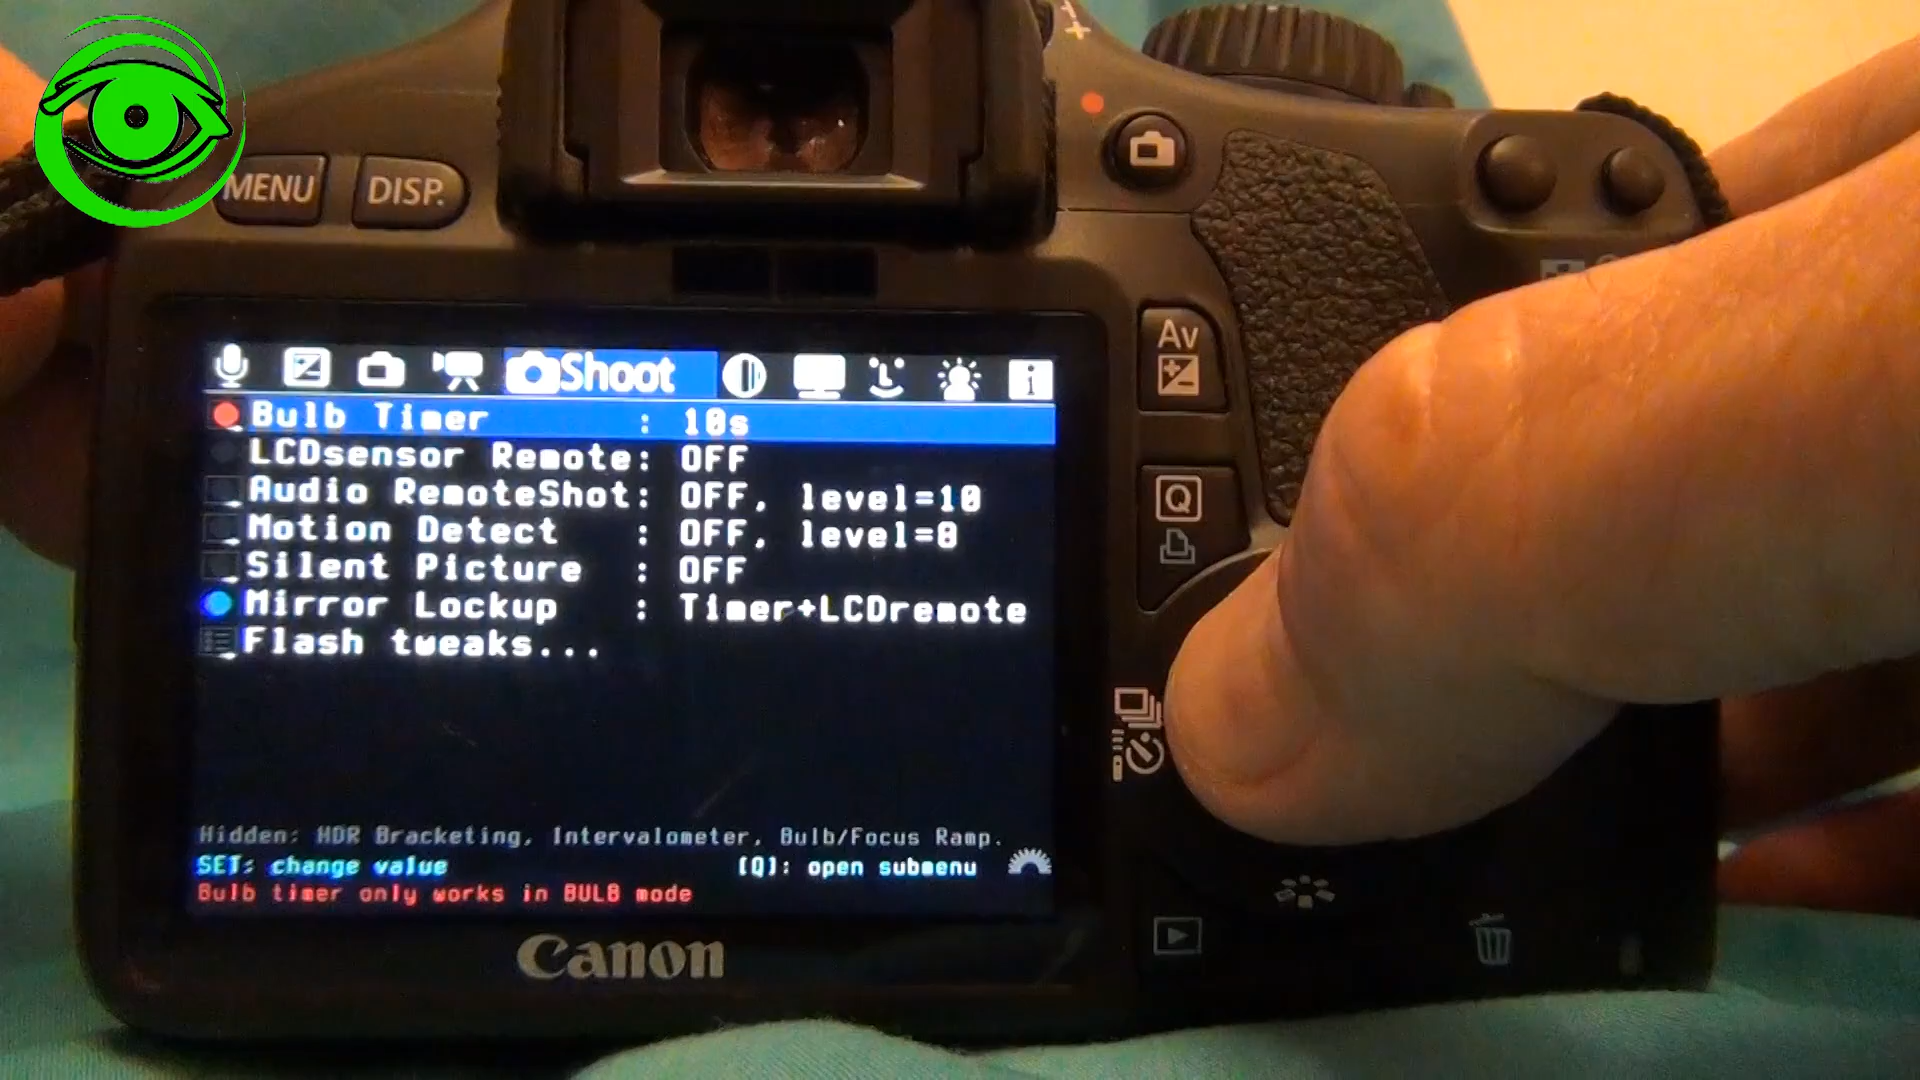 MENU DISP.
Av
Q
Shoot
Bulb Timer : 10s
LCDsensor Remote: OFF
Audio RemoteShot: OFF, level=10
Motion Detect : OFF, level=8
Silent Picture : OFF
Mirror Lockup : Timer+LCDremote
Flash tweaks...
Hidden: HDR Bracketing, Intervalometer, Bulb/Focus Ramp.
SET: change value [Q]: open submenu
Bulb timer only works in BULB mode
Canon